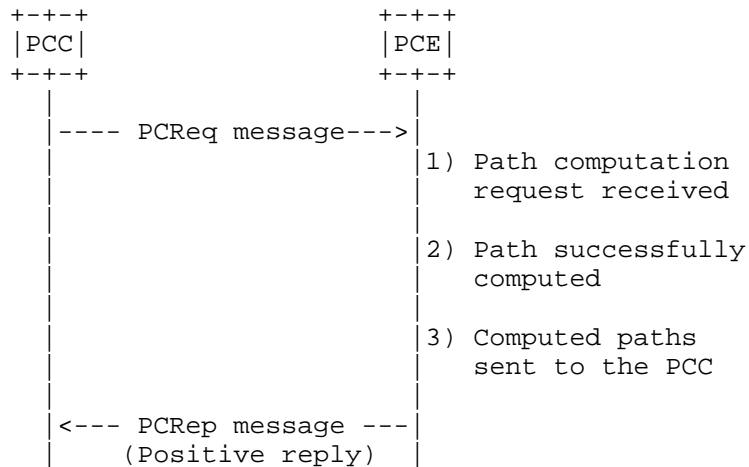 +-+-+                  +-+-+
|PCC|                  |PCE|
+-+-+                  +-+-+
|                      |
|---- PCReq message--->|
|                      |1) Path computation
|                      |   request received
|                      |
|                      |2) Path successfully
|                      |   computed
|                      |
|                      |3) Computed paths
|                      |   sent to the PCC
|                      |
|<--- PCRep message ---|
|    (Positive reply)  |